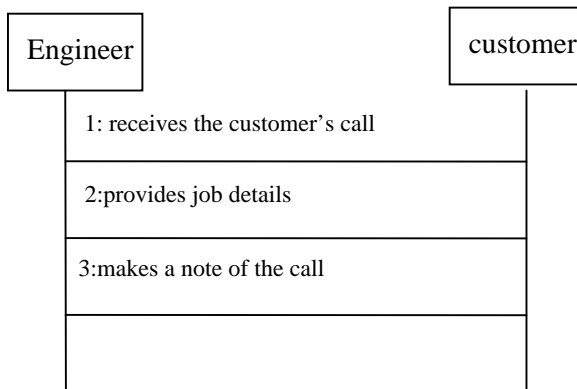 Engineer
customer
1: receives the customer’s call
2:provides job details
3:makes a note of the call